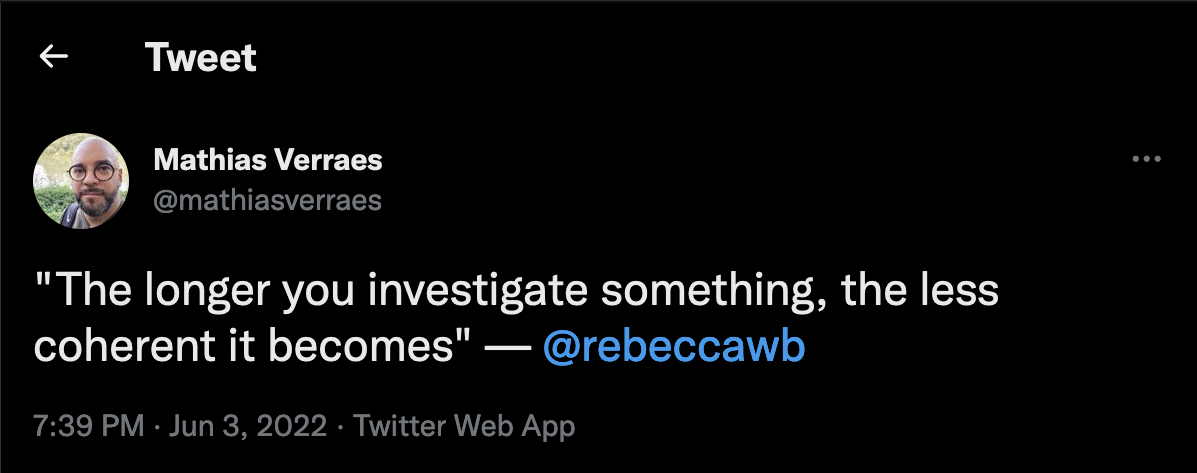 Tweet
Mathias Verraes
@mathiasverraes
"The longer you investigate something, the less
coherent it becomes" — @rebeccawb
7:39 PM · Jun 3, 2022 · Twitter Web App